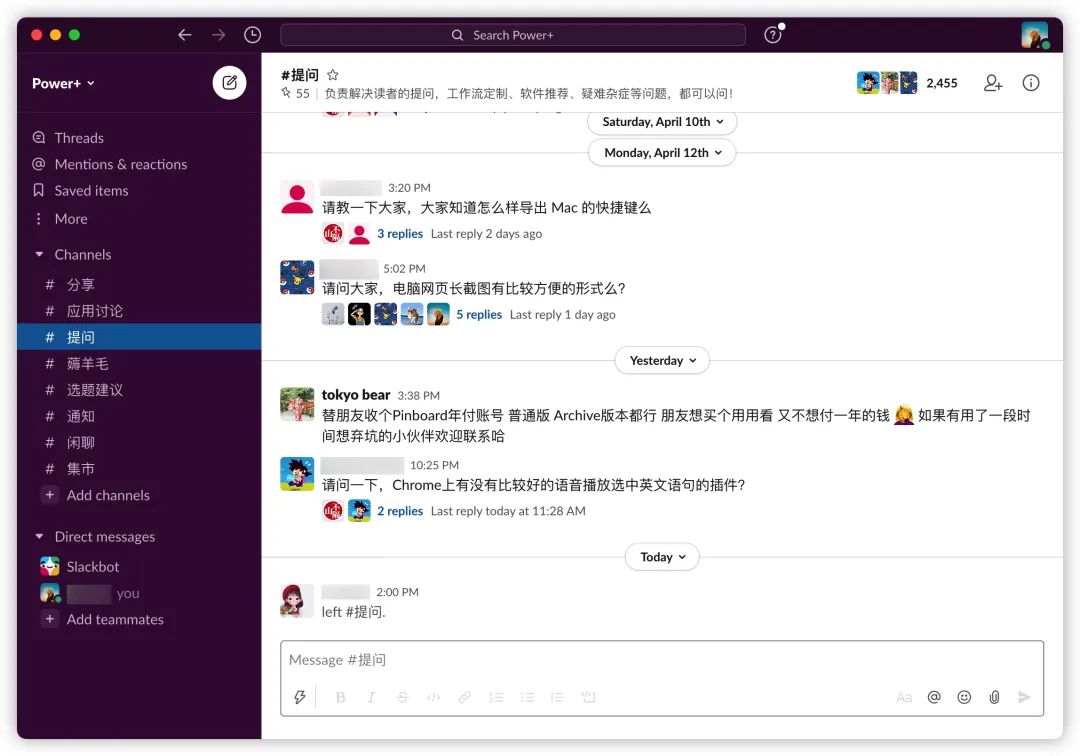 Search Power+
Power+
Threads
Mentions & reactions
Saved items
More
Channels
# 分享
# 应用讨论
# 提问
# 薅羊毛
# 选题建议
# 通知
# 闲聊
# 集市
+ Add channels
Direct messages
Slackbot
you
+ Add teammates
#提问
55 | 负责解决读者的提问，工作流定制、软件推荐、疑难杂症等问题，都可以问！
2,455
Saturday, April 10th
Monday, April 12th
3:20 PM
请教一下大家，大家知道怎么样导出 Mac 的快捷键么
3 replies Last reply 2 days ago
5:02 PM
请问大家，电脑网页长截图有比较方便的形式么？
5 replies Last reply 1 day ago
Yesterday
tokyo bear 3:38 PM
替朋友收个Pinboard年付账号 普通版 Archive版本都行 朋友想买个用用看 又不想付一年的钱 🤦‍♀️ 如果有用了一段时
间想弃坑的小伙伴欢迎联系哈
10:25 PM
请问一下，Chrome上有没有比较好的语音播放选中英文语句的插件？
2 replies Last reply today at 11:28 AM
Today
2:00 PM
left #提问.
Message #提问
B I S </> Aa @